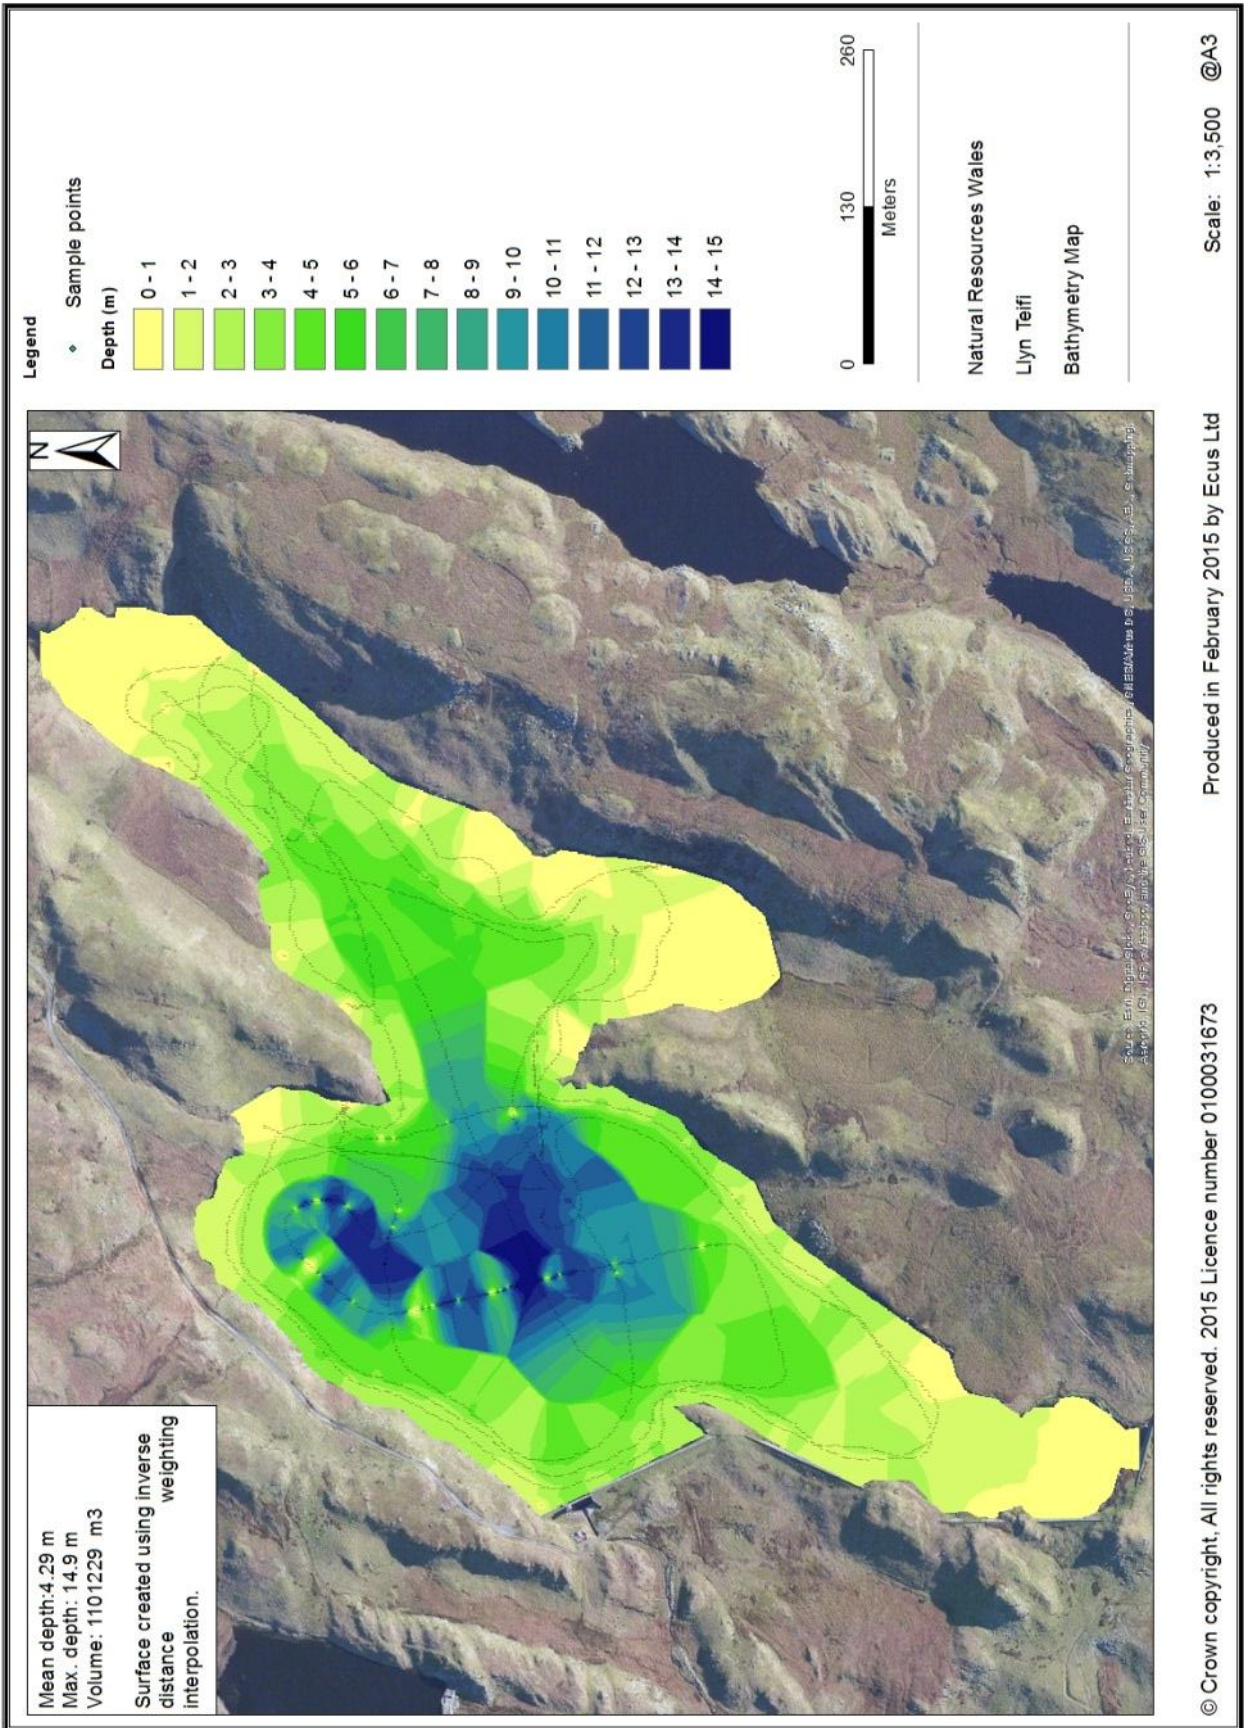 Mean depth:4.29 m
Max. depth: 14.9 m
Volume: 1101229 m3
Surface created using inverse
distance weighting
interpolation.
N
Legend
Sample points
Depth (m)
0 - 1
1 - 2
2 - 3
3 - 4
4 - 5
5 - 6
6 - 7
7 - 8
8 - 9
9 - 10
10 - 11
11 - 12
12 - 13
13 - 14
14 - 15
0 130 260
Meters
Natural Resources Wales
Llyn Teifi
Bathymetry Map
© Crown copyright, All rights reserved. 2015 Licence number 0100031673
Produced in February 2015 by Ecus Ltd
Scale: 1:3,500 @A3